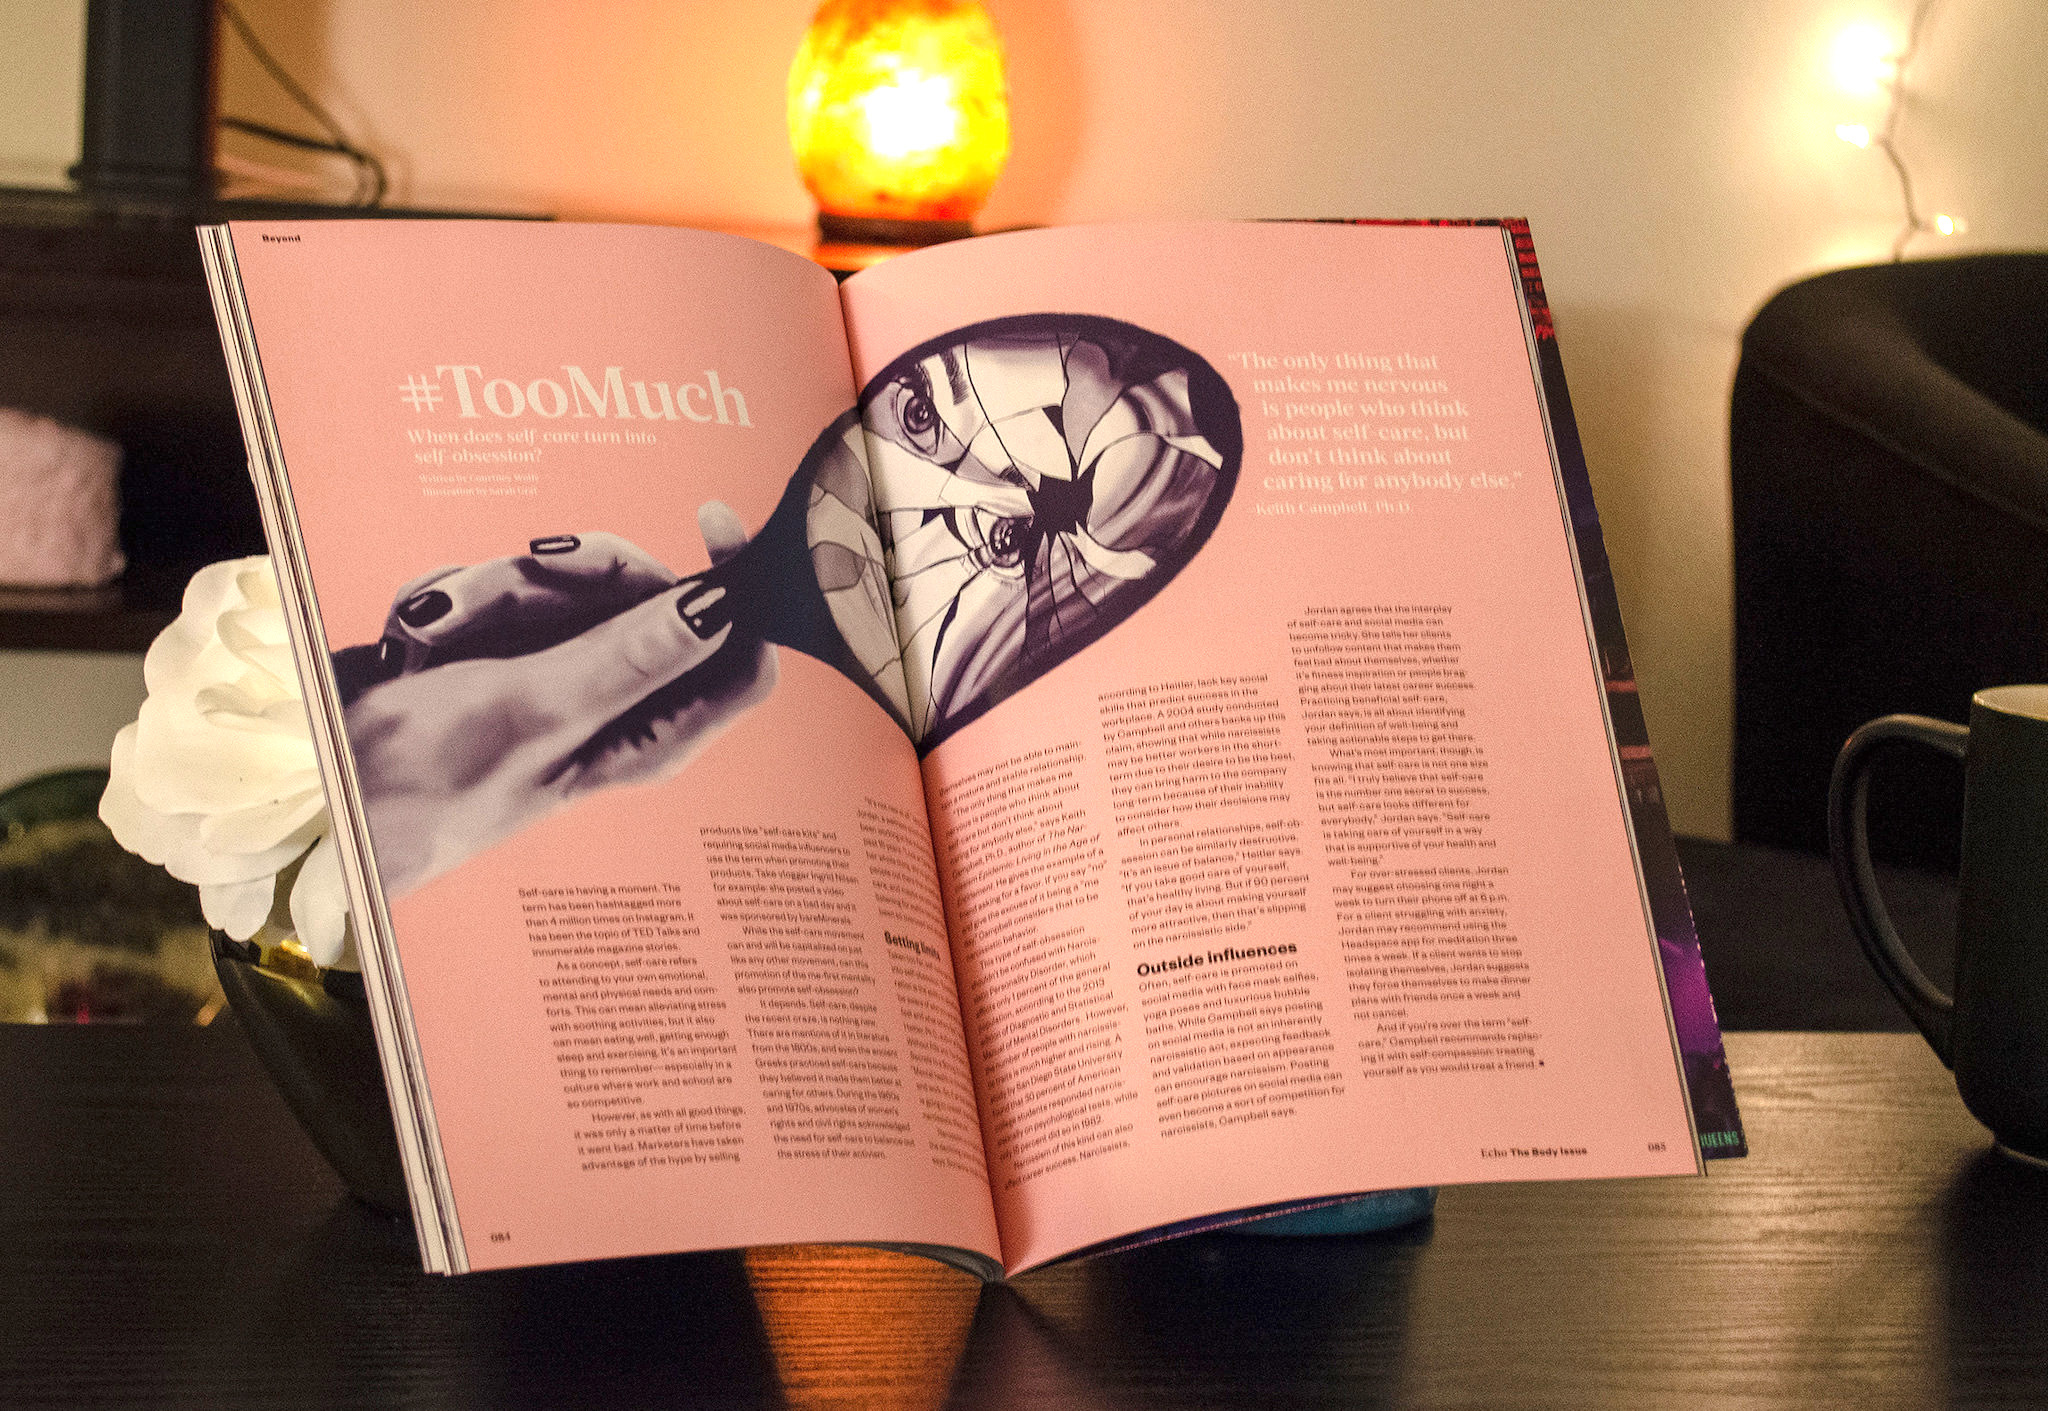 Beyond
#TooMuch
When does self-care turn into
self-obsession?
Written by Courtney Wolfe
Illustration by Sarah Gray
"The only thing that
makes me nervous
is people who think
about self-care, but
don't think about
caring for anybody else."
–Keith Campbell, Ph.D.
Self-care is having a moment. The
term has been hashtagged more
than 4 million times on Instagram. It
has been the topic of TED Talks and
innumerable magazine stories.
As a concept, self-care refers
to attending to your own emotional,
mental and physical needs and com-
forts. This can mean alleviating stress
with soothing activities, but it also
can mean eating well, getting enough
sleep and exercising. It's an important
thing to remember—especially in a
culture where work and school are
so competitive.
However, as with all good things,
it was only a matter of time before
it went bad. Marketers have taken
advantage of the hype by selling
products like "self-care kits" and
requiring social media influencers to
use the term when promoting their
products. Take vlogger Ingrid Nilsen
for example: she posted a video
about self-care on a bad day and it
was sponsored by bareMinerals.
While the self-care movement
can and will be capitalized on just
like any other movement, can this
promotion of the me-first mentality
also promote self-obsession?
It depends. Self-care, despite
the recent craze, is nothing new.
There are mentions of it in literature
from the 1800s, and even the ancient
Greeks practiced self-care because
they believed it made them better at
caring for others. During the 1960s
and 1970s, advocates of women's
rights and civil rights acknowledged
the need for self-care to balance out
the stress of their activism.
Setting limits
selves may not be able to main-
a mature and stable relationship.
the only thing that makes me
nervous is people who think about
care but don't think about
for anybody else," says Keith
bell, Ph.D., author of The Nar-
Epidemic: Living in the Age of
ment. He gives the example of a
asking for a favor. If you say "no"
give the excuse of it being a "me
Campbell considers that to be
behavior.
type of self-obsession
be confused with Narcis-
Personality Disorder, which
only 1 percent of the general
according to the 2013
of Diagnostic and Statistical
of Mental Disorders. However,
number of people with narcissis-
is much higher and rising. A
by San Diego State University
that 30 percent of American
students responded narcis-
on psychological tests, while
percent did so in 1982.
Narcissism of this kind can also
affect career success. Narcissists,
according to Heitler, lack key social
skills that predict success in the
workplace. A 2004 study conducted
by Campbell and others backs up this
claim, showing that while narcissists
may be better workers in the short-
term due to their desire to be the best,
they can bring harm to the company
long-term because of their inability
to consider how their decisions may
affect others.
In personal relationships, self-ob-
session can be similarly destructive.
"It's an issue of balance," Heitler says.
"If you take good care of yourself,
that's healthy living. But if 90 percent
of your day is about making yourself
more attractive, then that's slipping
on the narcissistic side."
Outside influences
Often, self-care is promoted on
social media with face mask selfies,
yoga poses and luxurious bubble
baths. While Campbell says posting
on social media is not an inherently
narcissistic act, expecting feedback
and validation based on appearance
can encourage narcissism. Posting
self-care pictures on social media can
even become a sort of competition for
narcissists, Campbell says.
Jordan agrees that the interplay
of self-care and social media can
become tricky. She tells her clients
to unfollow content that makes them
feel bad about themselves, whether
it's fitness inspiration or people brag-
ging about their latest career success.
Practicing beneficial self-care,
Jordan says, is all about identifying
your definition of well-being and
taking actionable steps to get there.
What's most important, though, is
knowing that self-care is not one size
fits all. "I truly believe that self-care
is the number one secret to success,
but self-care looks different for
everybody," Jordan says. "Self-care
is taking care of yourself in a way
that is supportive of your health and
well-being."
For over-stressed clients, Jordan
may suggest choosing one night a
week to turn their phone off at 6 p.m.
For a client struggling with anxiety,
Jordan may recommend using the
Headspace app for meditation three
times a week. If a client wants to stop
isolating themselves, Jordan suggests
they force themselves to make dinner
plans with friends once a week and
not cancel.
And if you're over the term "self-
care," Campbell recommends replac-
ing it with self-compassion: treating
yourself as you would treat a friend.
084
Echo The Body Issue
085
QUEENS